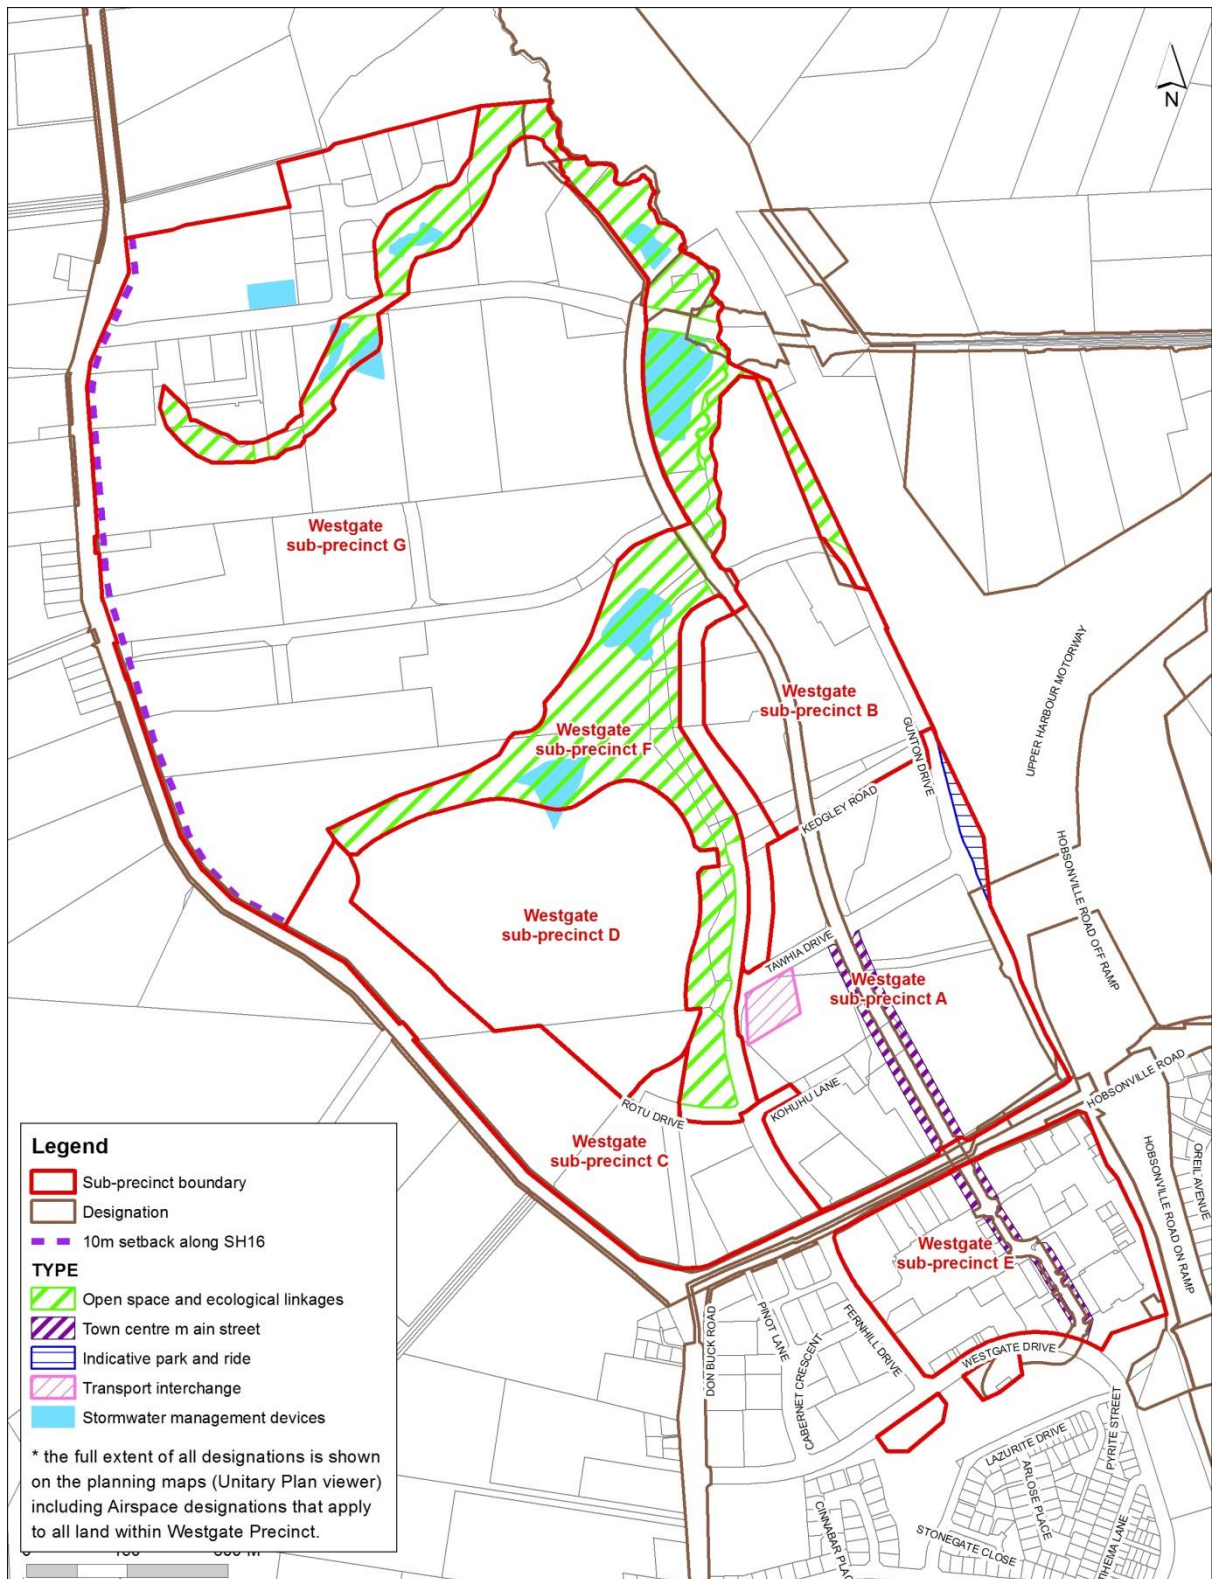 N
Westgate
sub-precinct G
Westgate
sub-precinct B
Westgate
sub-precinct F
UPPER HARBOUR MOTORWAY
GUNTON DRIVE
KEDGLEY ROAD
HOBSONVILLE ROAD OFF RAMP
Westgate
sub-precinct D
TAWHIA DRIVE
Westgate
sub-precinct A
HOBSONVILLE ROAD
KOHUHU LANE
ROTU DRIVE
Westgate
sub-precinct C
HOBSONVILLE ROAD ON RAMP
OREIL AVENUE
Westgate
sub-precinct E
DON BUCK ROAD
PINOT LANE
CABERNET CRESCENT
FERNHILL DRIVE
WESTGATE DRIVE
LAZURITE DRIVE
PYRITE STREET
ARLOSE PLACE
CINNABAR PLAC
STONEGATE CLOSE
THEMA LANE
Legend
Sub-precinct boundary
Designation
10m setback along SH16
TYPE
Open space and ecological linkages
Town centre m ain street
Indicative park and ride
Transport interchange
Stormwater management devices
* the full extent of all designations is shown
on the planning maps (Unitary Plan viewer)
including Airspace designations that apply
to all land within Westgate Precinct.